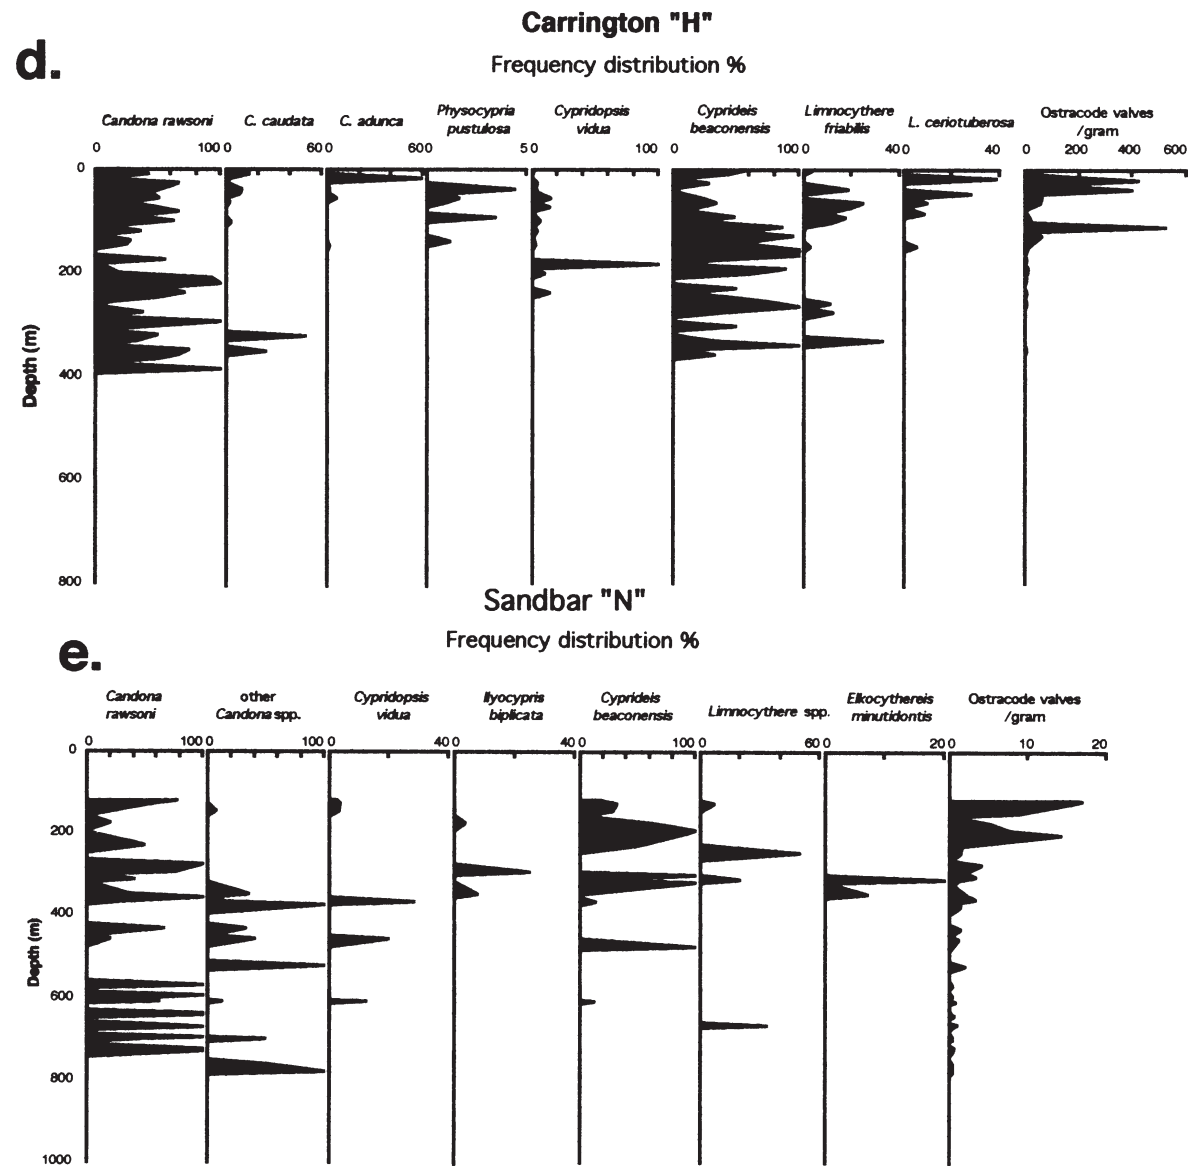 Carrington "H"
d.
Frequency distribution %
Candona rawsoni C. caudata C. adunca Physocypria pustulosa Cypridopsis vidua Cyprideis beaconensis Limnocythere friabilis L. ceriotuberosa Ostracode valves /gram
0 100 0 60 0 60 0 5 0 100 0 100 0 40 0 40 0 200 400 600
0
200
Depth (m)
400
600
800
Sandbar "N"
e.
Frequency distribution %
Candona rawsoni other Candona spp. Cypridopsis vidua Ilyocypris biplicata Cyprideis beaconensis Limnocythere spp. Elkocythereis minutidontis Ostracode valves /gram
0 100 0 100 0 40 0 40 0 100 0 60 0 20 0 10 20
0
200
400
Depth (m)
600
800
1000